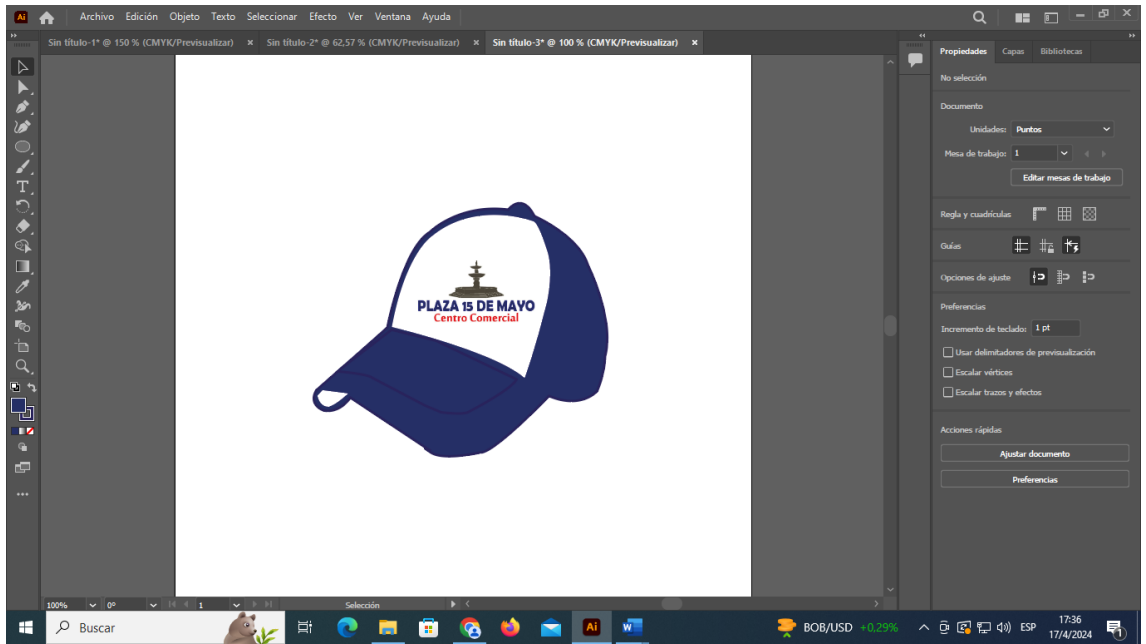 Ai Archivo Edición Objeto Texto Seleccionar Efecto Ver Ventana Ayuda
Sin título-1* @ 150 % (CMYK/Previsualizar) × Sin título-2* @ 62,57 % (CMYK/Previsualizar) × Sin título-3* @ 100 % (CMYK/Previsualizar) ×
Propiedades Capas Bibliotecas
No selección
Documento
Unidades: Puntos
Mesa de trabajo: 1
Editar mesas de trabajo
Regla y cuadrículas
Guías
Opciones de ajuste
Preferencias
Incremento de teclado: 1 pt
Usar delimitadores de previsualización
Escalar vértices
Escalar trazos y efectos
Acciones rápidas
Ajustar documento
Preferencias
PLAZA 15 DE MAYO
Centro Comercial
100% 0° 1 Selección
Buscar
Ai
W
BOB/USD +0,29%
ESP
17:36
17/4/2024
1